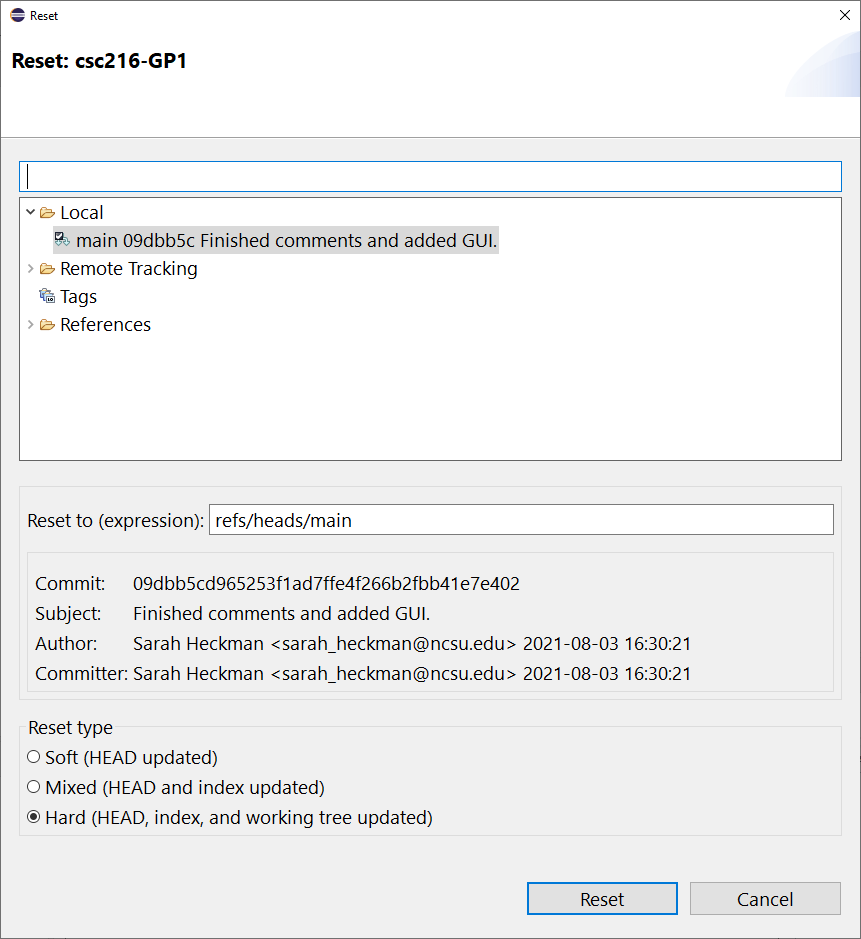 Reset
Reset: csc216-GP1
Local
main 09dbb5c Finished comments and added GUI.
Remote Tracking
Tags
References
Reset to (expression): refs/heads/main
Commit: 09dbb5cd965253f1ad7ffe4f266b2fbb41e7e402
Subject: Finished comments and added GUI.
Author: Sarah Heckman <sarah_heckman@ncsu.edu> 2021-08-03 16:30:21
Committer: Sarah Heckman <sarah_heckman@ncsu.edu> 2021-08-03 16:30:21
Reset type
Soft (HEAD updated)
Mixed (HEAD and index updated)
Hard (HEAD, index, and working tree updated)
Reset Cancel